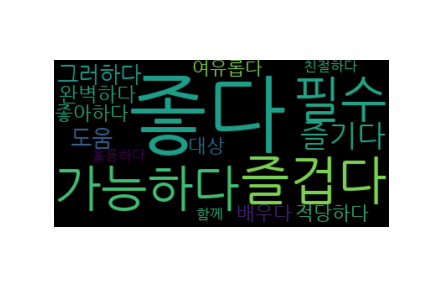 그러하다 여유롭다 친절하다
완벽하다 좋다 필수
좋아하다 즐기다
도움 대상
훌륭하다
가능하다 즐겁다
함께 배우다 적당하다